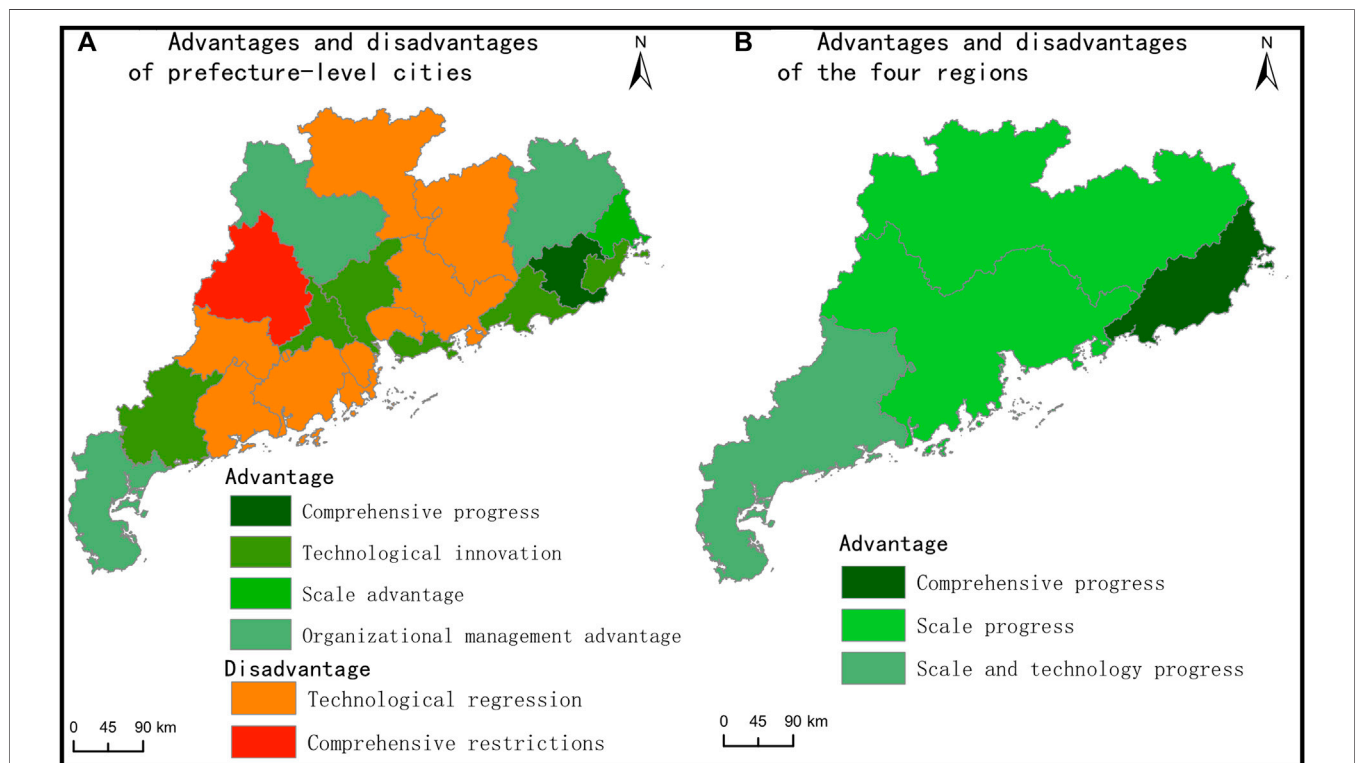 A
Advantages and disadvantages
of prefecture-level cities
N
Advantage
Comprehensive progress
Technological innovation
Scale advantage
Organizational management advantage
Disadvantage
Technological regression
Comprehensive restrictions
0 45 90 km
B
Advantages and disadvantages
of the four regions
N
Advantage
Comprehensive progress
Scale progress
Scale and technology progress
0 45 90 km